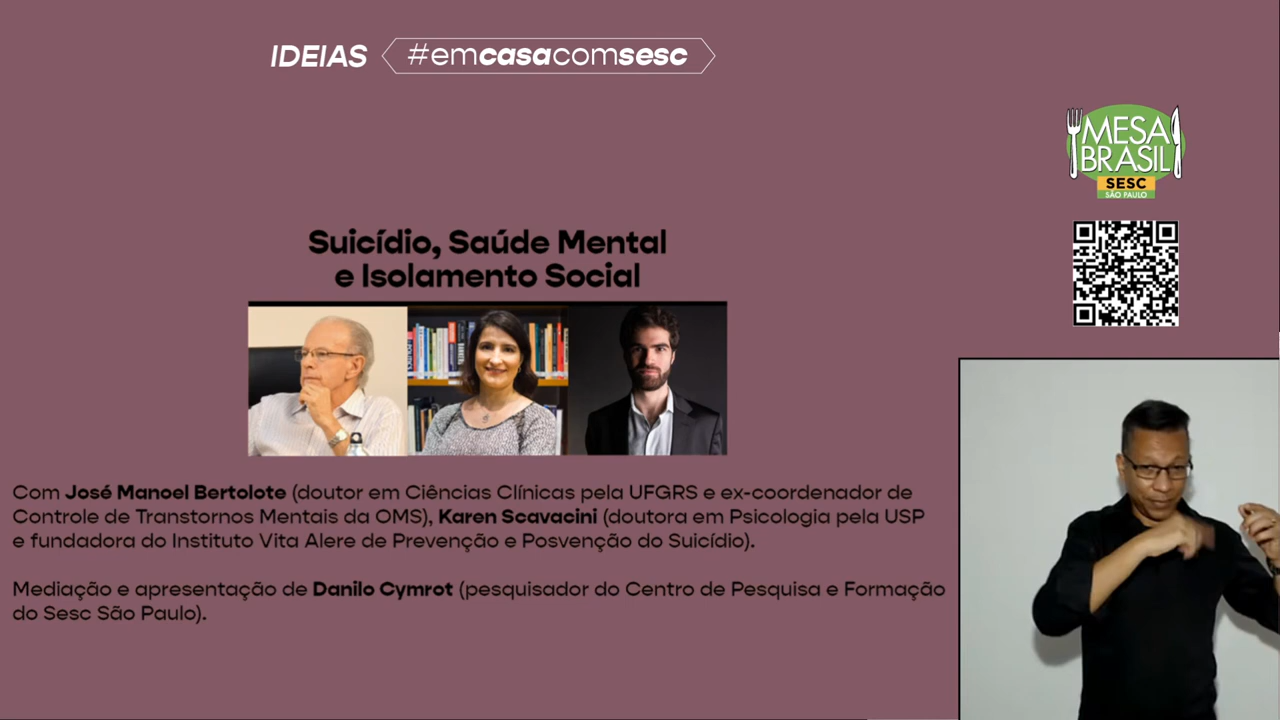 IDEIAS #emcasacomsesc
MESA
BRASIL
SESC
SÃO PAULO
Suicídio, Saúde Mental
e Isolamento Social
Com José Manoel Bertolote (doutor em Ciências Clínicas pela UFGRS e ex-coordenador de
Controle de Transtornos Mentais da OMS), Karen Scavacini (doutora em Psicologia pela USP
e fundadora do Instituto Vita Alere de Prevenção e Posvenção do Suicídio).
Mediação e apresentação de Danilo Cymrot (pesquisador do Centro de Pesquisa e Formação
do Sesc São Paulo).